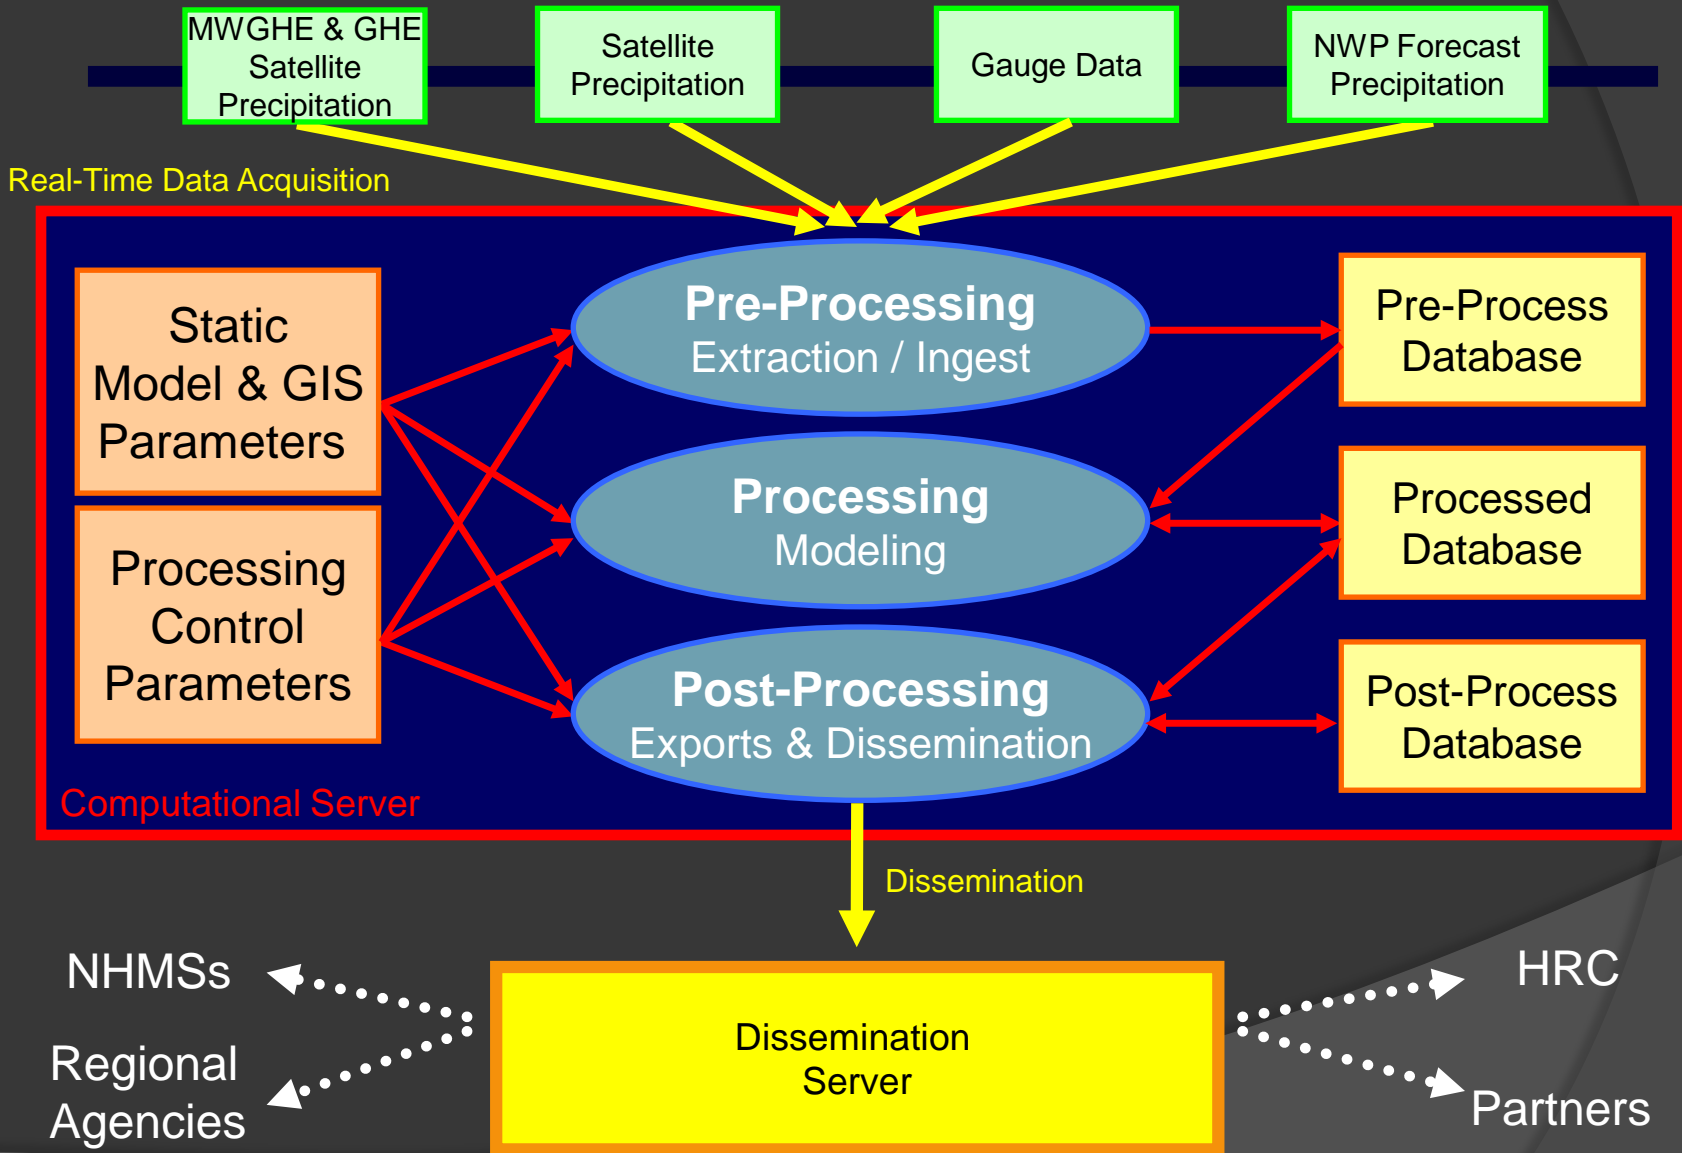 MWGHE & GHE
Satellite
Precipitation
Satellite
Precipitation
Gauge Data
NWP Forecast
Precipitation
Real-Time Data Acquisition
Static
Model & GIS
Parameters
Processing
Control
Parameters
Pre-Processing
Extraction / Ingest
Processing
Modeling
Post-Processing
Exports & Dissemination
Pre-Process
Database
Processed
Database
Post-Process
Database
Computational Server
Dissemination
NHMSs
Regional
Agencies
Dissemination
Server
HRC
Partners